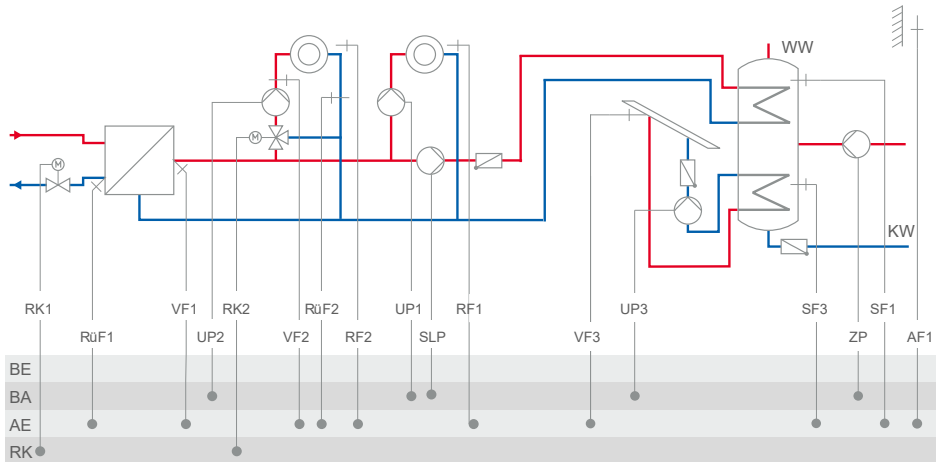 WW
M
M
KW
RK1 VF1 RK2 RüF2 UP1 RF1 UP3 SF3 SF1
RüF1 UP2 VF2 RF2 SLP VF3 ZP AF1
BE
BA
AE
RK